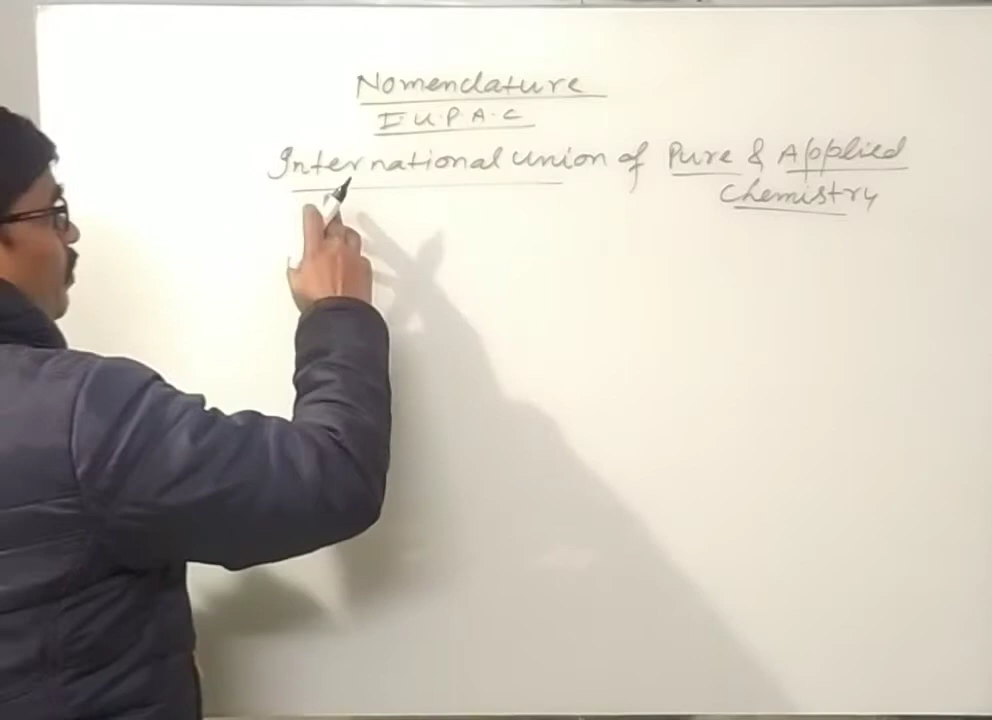 Nomenclature
I.U.P.A.C
International union of Pure & Applied
Chemistry